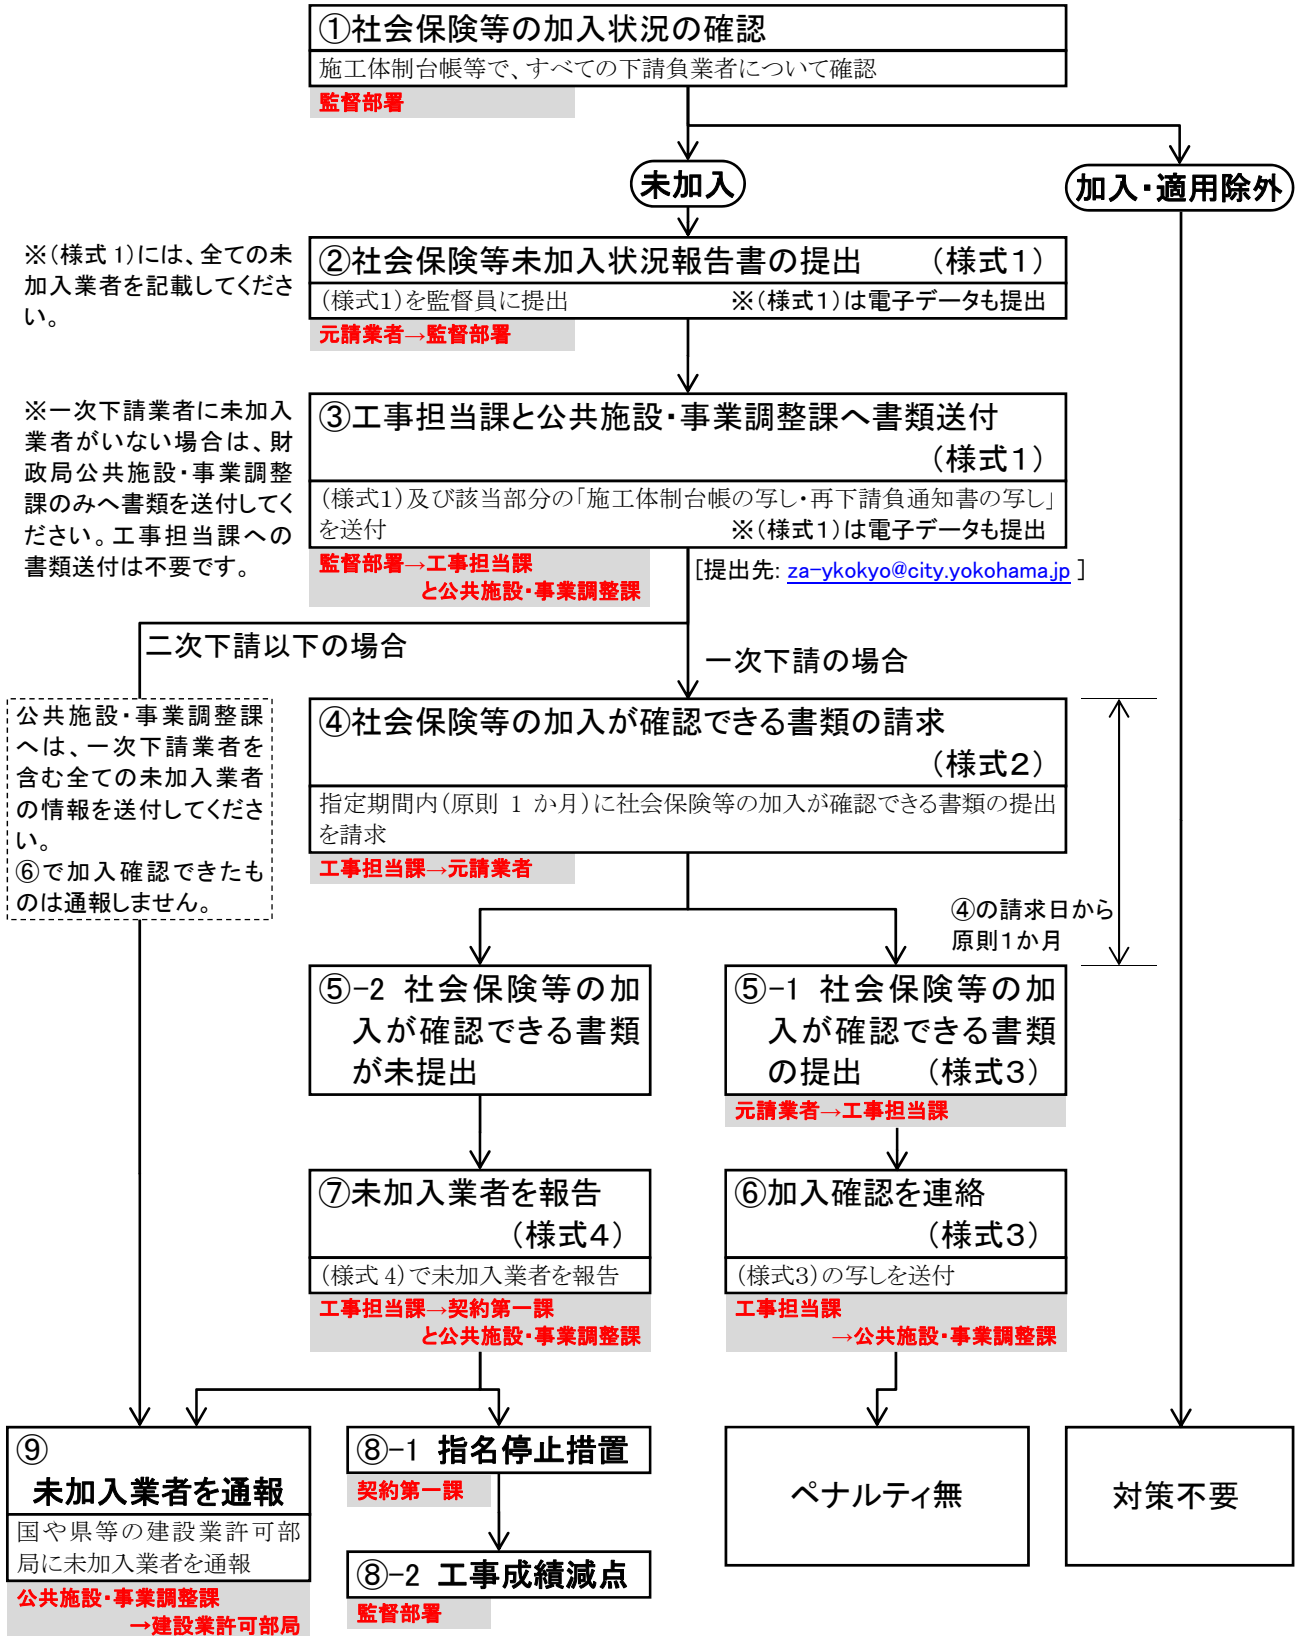 ①社会保険等の加入状況の確認
施工体制台帳等で、すべての下請負業者について確認
監督部署
未加入
加入・適用除外
※(様式 1)には、全ての未
加入業者を記載してくださ
い。
②社会保険等未加入状況報告書の提出　（様式１）
(様式1)を監督員に提出　※(様式1)は電子データも提出
元請業者→監督部署
※一次下請業者に未加入
業者がいない場合は、財
政局公共施設・事業調整
課のみへ書類を送付してく
ださい。工事担当課への
書類送付は不要です。
③工事担当課と公共施設・事業調整課へ書類送付
（様式１）
(様式1)及び該当部分の「施工体制台帳の写し・再下請負通知書の写し」
を送付　※(様式1)は電子データも提出
監督部署→工事担当課
と公共施設・事業調整課
[提出先: za-ykokyo@city.yokohama.jp ]
二次下請以下の場合
一次下請の場合
公共施設・事業調整課
へは、一次下請業者を
含む全ての未加入業者
の情報を送付してくださ
い。
⑥で加入確認できたも
のは通報しません。
④社会保険等の加入が確認できる書類の請求
（様式２）
指定期間内(原則 1 か月)に社会保険等の加入が確認できる書類の提出
を請求
工事担当課→元請業者
④の請求日から
原則１か月
⑤-2 社会保険等の加
入が確認できる書類
が未提出
⑤-1 社会保険等の加
入が確認できる書類
の提出　（様式３）
元請業者→工事担当課
⑦未加入業者を報告
（様式４）
(様式 4)で未加入業者を報告
工事担当課→契約第一課
と公共施設・事業調整課
⑥加入確認を連絡
（様式３）
(様式3)の写しを送付
工事担当課
→公共施設・事業調整課
⑨
未加入業者を通報
国や県等の建設業許可部
局に未加入業者を通報
公共施設・事業調整課
→建設業許可部局
⑧-1 指名停止措置
契約第一課
⑧-2 工事成績減点
監督部署
ペナルティ無
対策不要